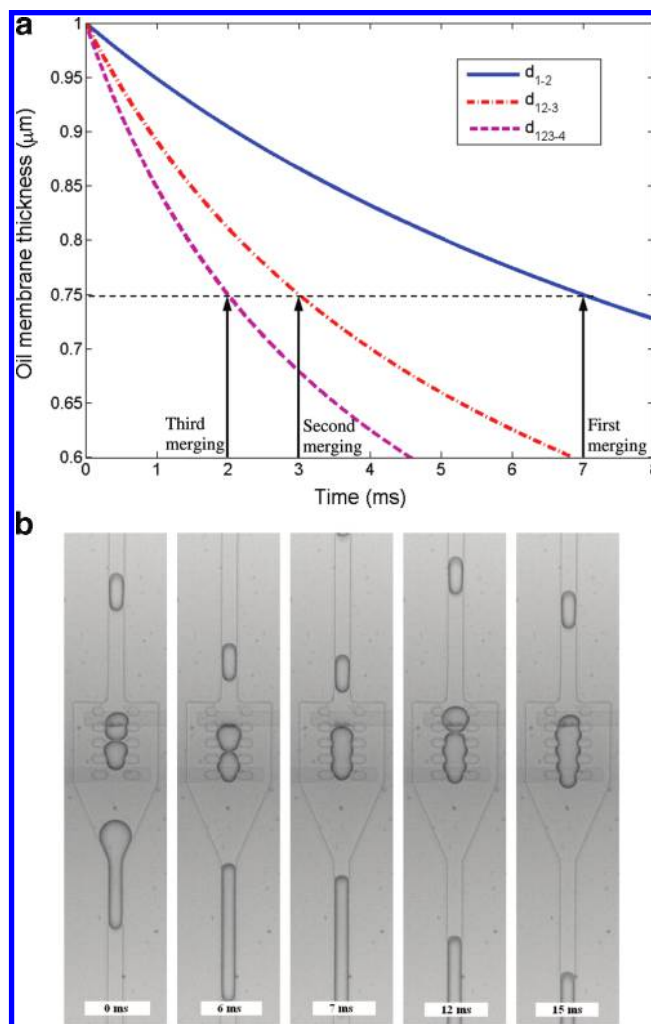 a
Oil membrane thickness (μm)
1
0.95
0.9
0.85
0.8
0.75
0.7
0.65
0.6
d1-2
d12-3
d123-4
Third merging
Second merging
First merging
0 1 2 3 4 5 6 7 8
Time (ms)
b
0 ms 6 ms 7 ms 12 ms 15 ms